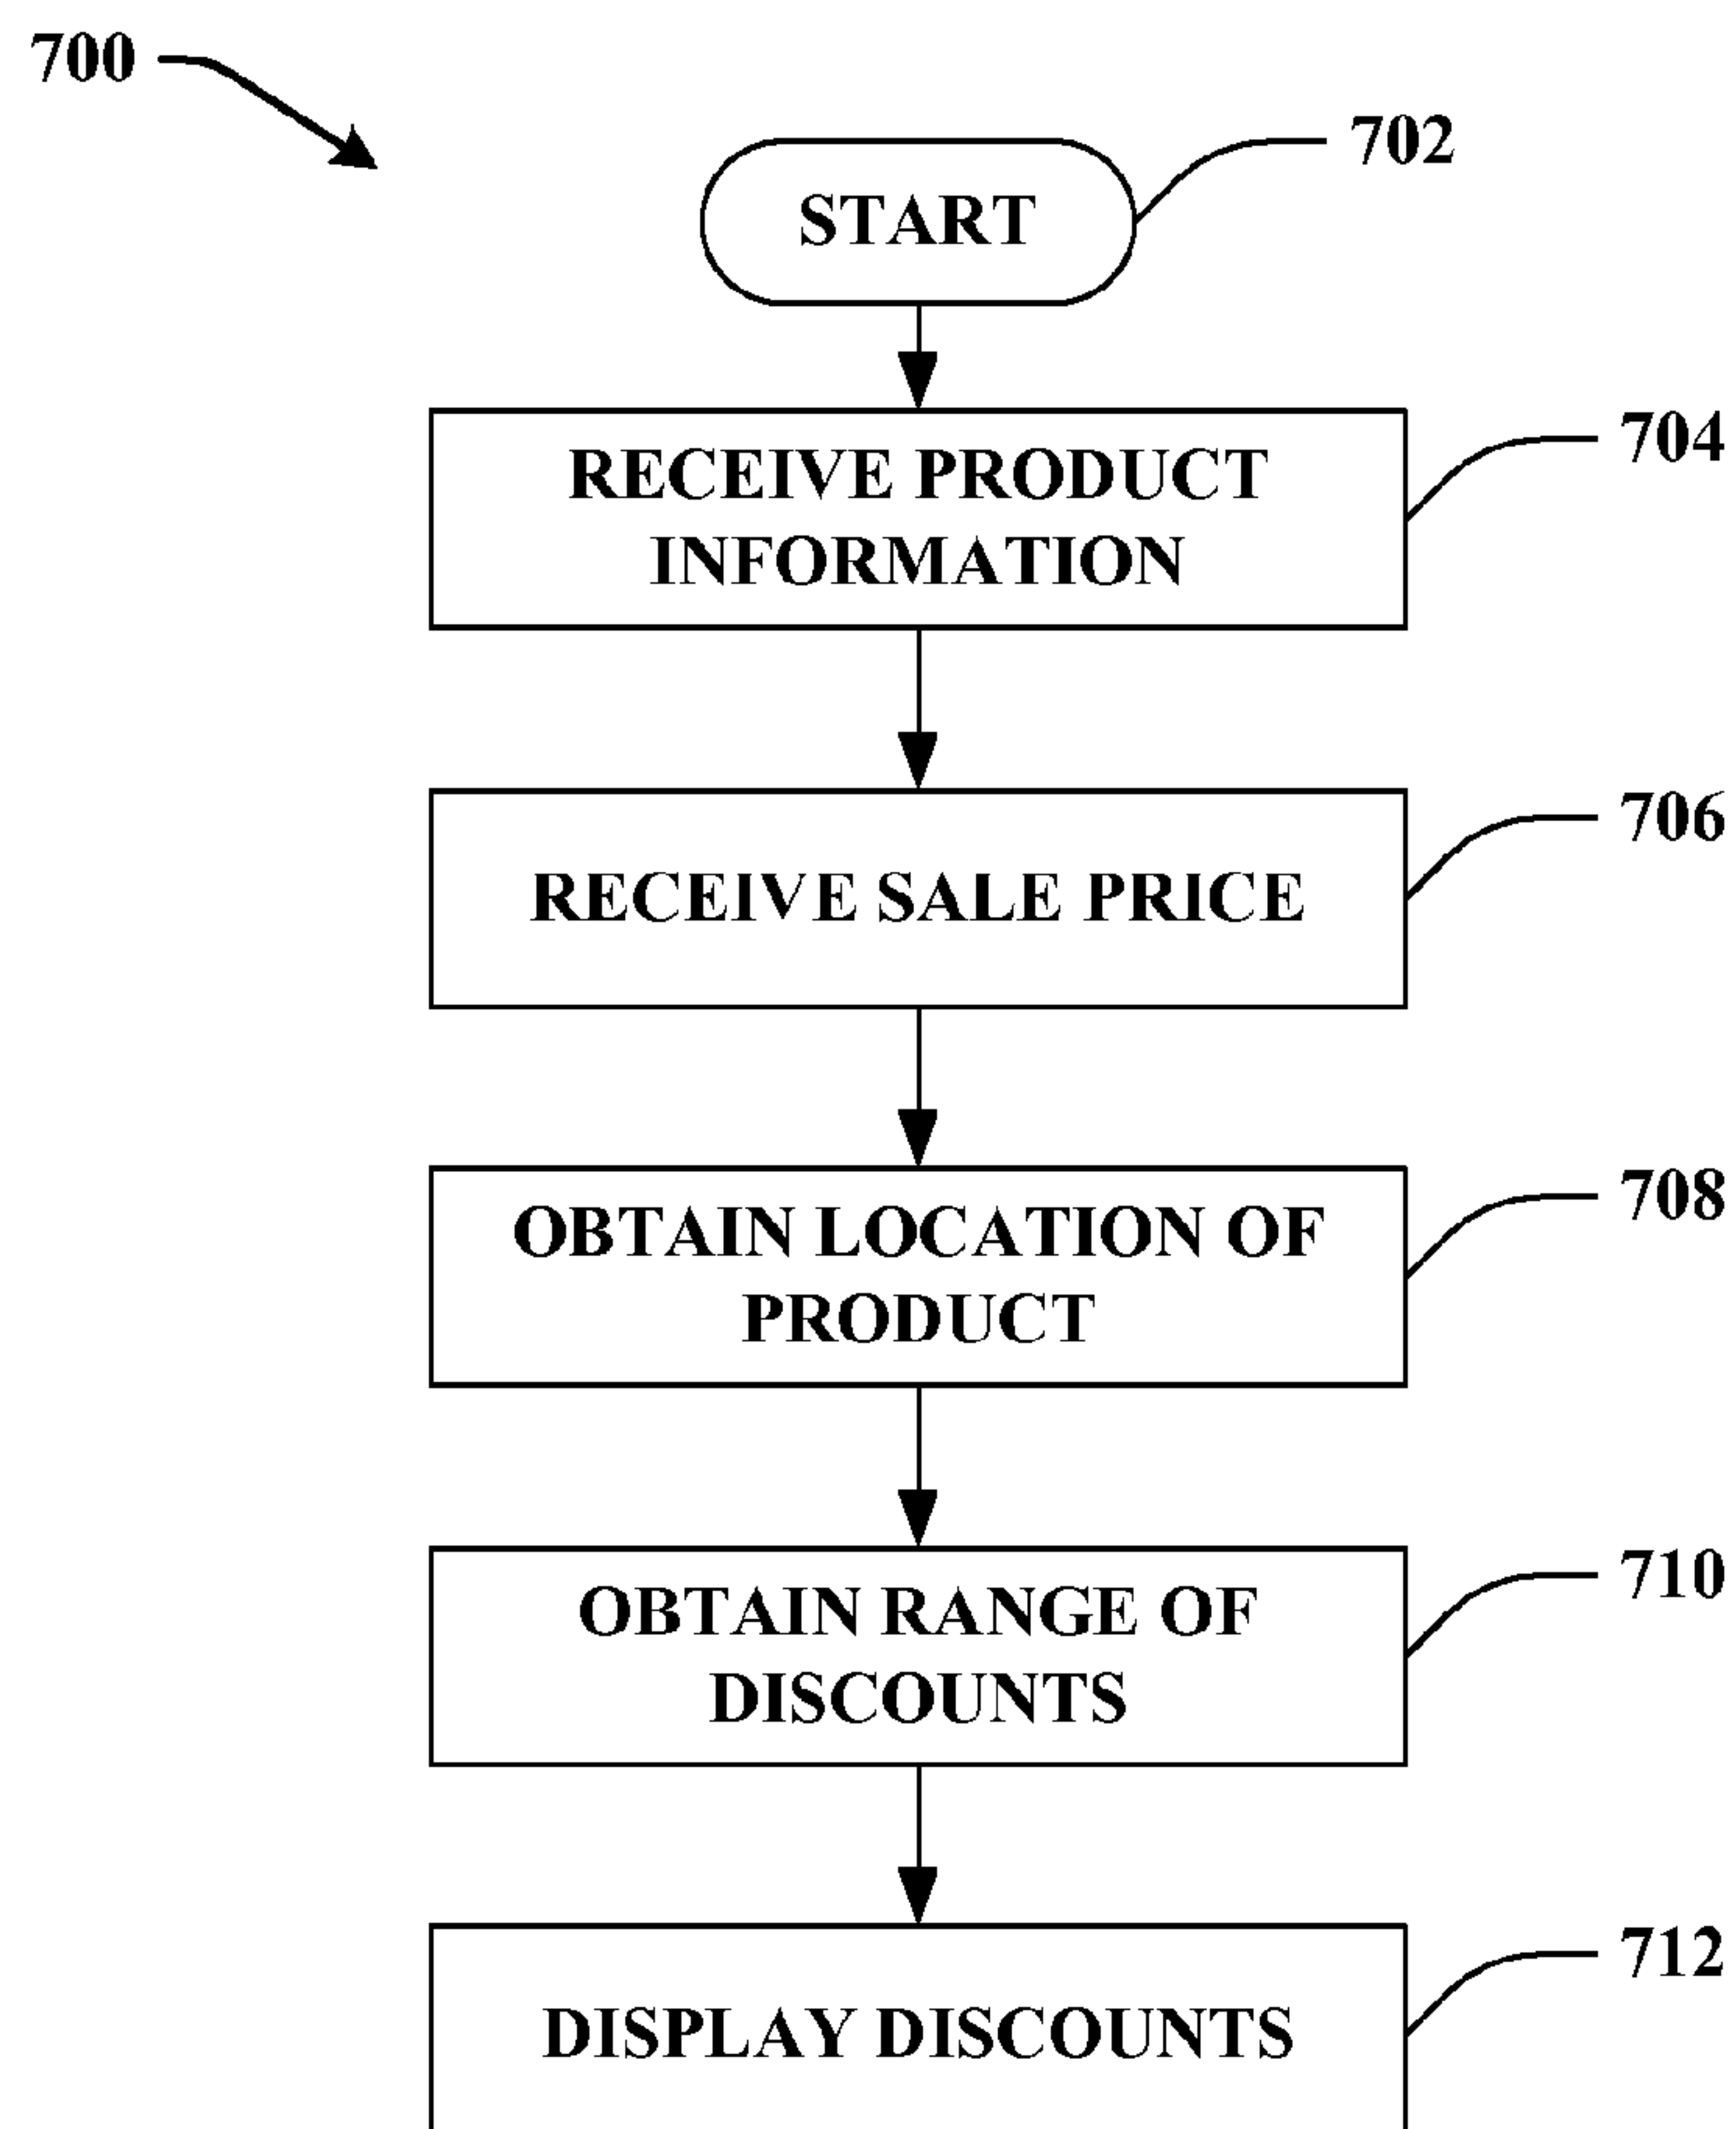 700
702
START
704
RECEIVE PRODUCT
INFORMATION
706
RECEIVE SALE PRICE
708
OBTAIN LOCATION OF
PRODUCT
710
OBTAIN RANGE OF
DISCOUNTS
712
DISPLAY DISCOUNTS